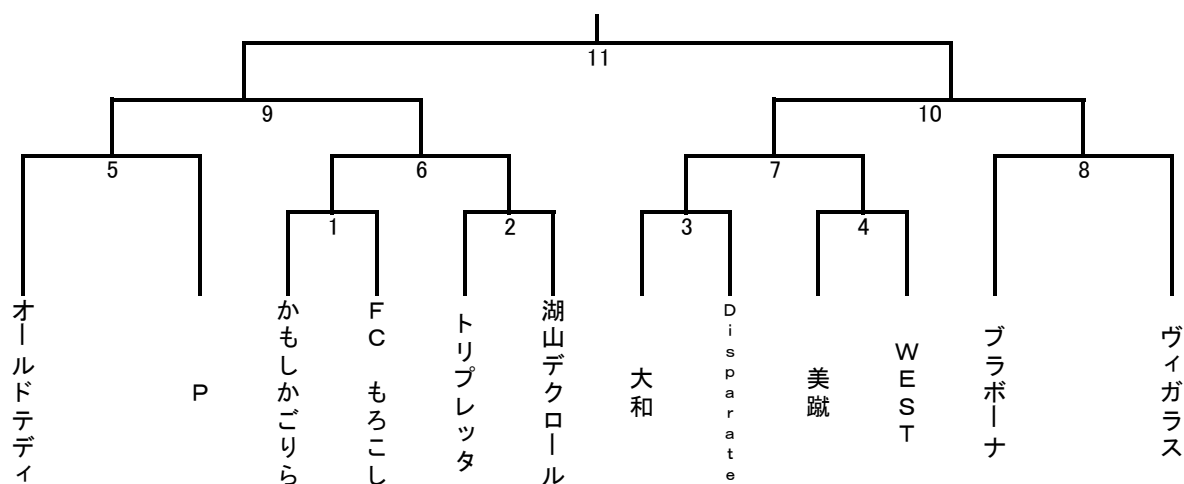 11
9
10
5
6
7
8
1
2
3
4
オールドテディ
P
かもしかごりら
FC もろこし
トリプレッタ
湖山デクロール
大和
Disparate
美蹴
WEST
ブラボーナ
ヴィガラス